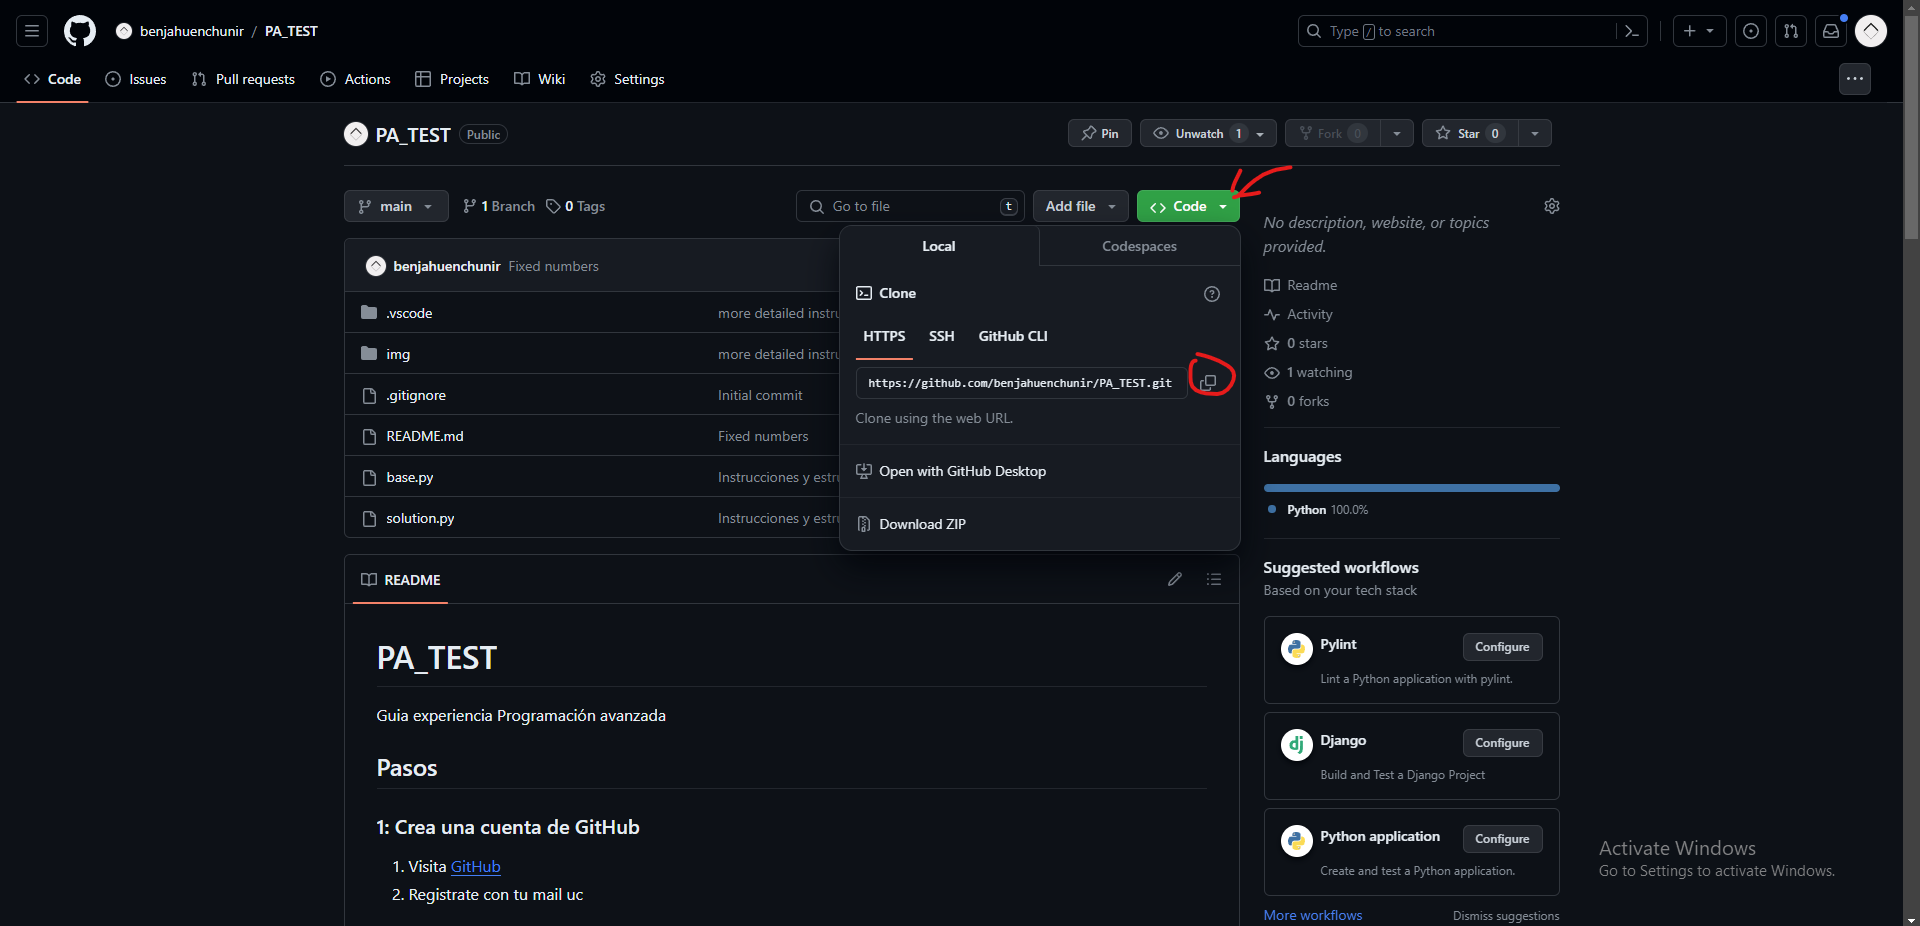 benjahuenchunir / PA_TEST
Type / to search
Code Issues Pull requests Actions Projects Wiki Settings
PA_TEST Public
Pin Unwatch 1 Fork 0 Star 0
main 1 Branch 0 Tags Go to file t Add file Code
No description, website, or topics
provided.
Local Codespaces
benjahuenchunir Fixed numbers
Clone
.vscode more detailed instru
HTTPS SSH GitHub CLI
img more detailed instru
https://github.com/benjahuenchunir/PA_TEST.git
.gitignore Initial commit
Clone using the web URL.
README.md Fixed numbers
Open with GitHub Desktop
base.py Instrucciones y estru
Download ZIP
solution.py Instrucciones y estru
Readme
Activity
0 stars
1 watching
0 forks
Languages
Python 100.0%
README
PA_TEST
Guia experiencia Programación avanzada
Pasos
1: Crea una cuenta de GitHub
1. Visita GitHub
2. Registrate con tu mail uc
Suggested workflows
Based on your tech stack
Pylint Configure
Lint a Python application with pylint.
dj
Django Configure
Build and Test a Django Project
Python application Configure
Create and test a Python application.
More workflows Dismiss suggestions
Activate Windows
Go to Settings to activate Windows.